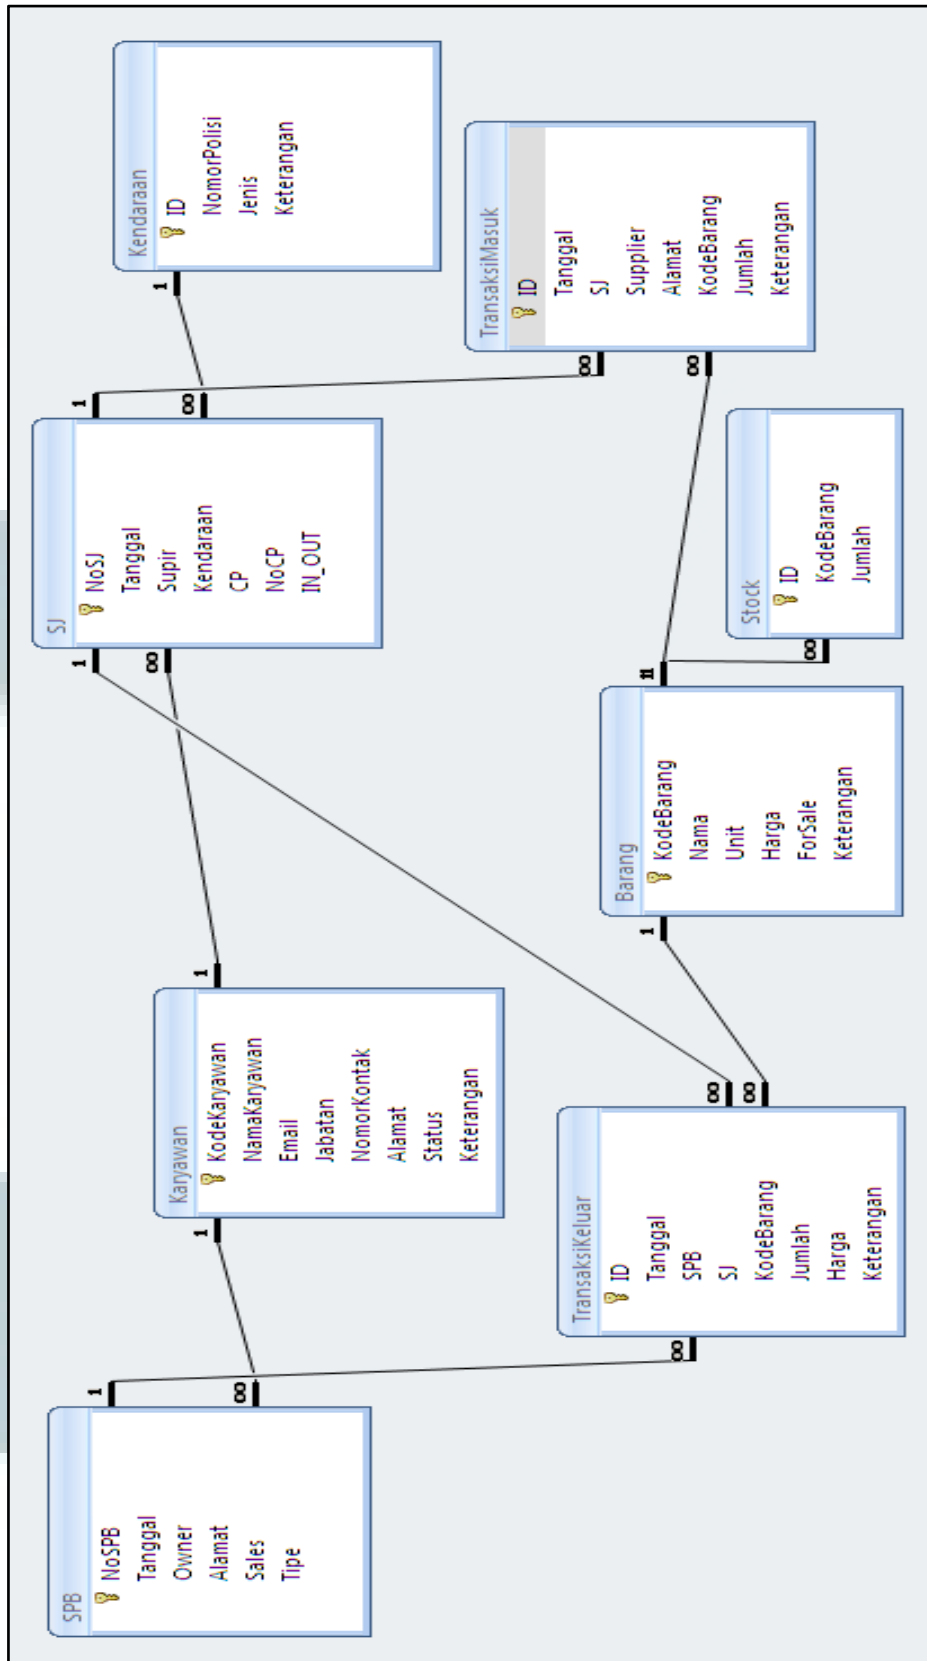 SPB
NoSPB
Tanggal
Owner
Alamat
Sales
Tipe
1
∞
Karyawan
KodeKaryawan
NamaKaryawan
Email
Jabatan
NomorKontak
Alamat
Status
Keterangan
1
1
SJ
NoSJ
Tanggal
Supir
Kendaraan
CP
NoCP
IN_OUT
1
∞
1
∞
Kendaraan
ID
NomorPolisi
Jenis
Keterangan
1
TransaksiKeluar
ID
Tanggal
SPB
SJ
KodeBarang
Jumlah
Harga
Keterangan
∞
∞
∞
Barang
KodeBarang
Nama
Unit
Harga
ForSale
Keterangan
1
11
Stock
ID
KodeBarang
Jumlah
∞
TransaksiMasuk
ID
Tanggal
SJ
Supplier
Alamat
KodeBarang
Jumlah
Keterangan
∞
∞